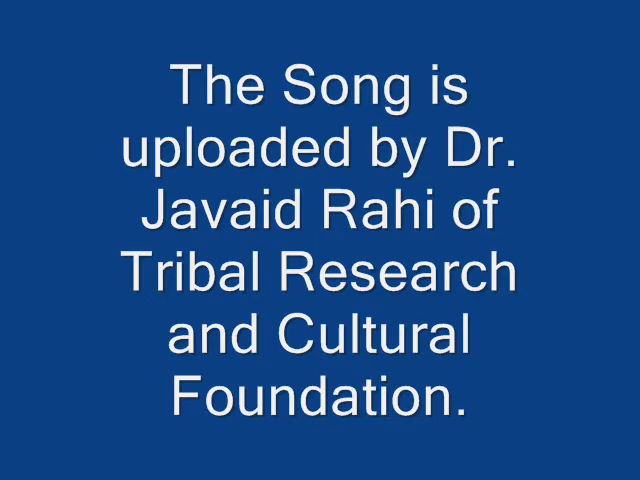 The Song is
uploaded by Dr.
Javaid Rahi of
Tribal Research
and Cultural
Foundation.